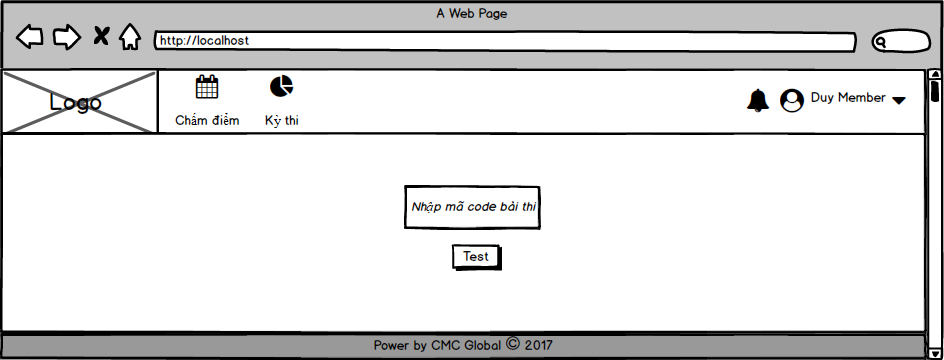 A Web Page
http://localhost
Logo
Chấm điểm
Kỳ thi
Duy Member
Nhập mã code bài thi
Test
Power by CMC Global © 2017